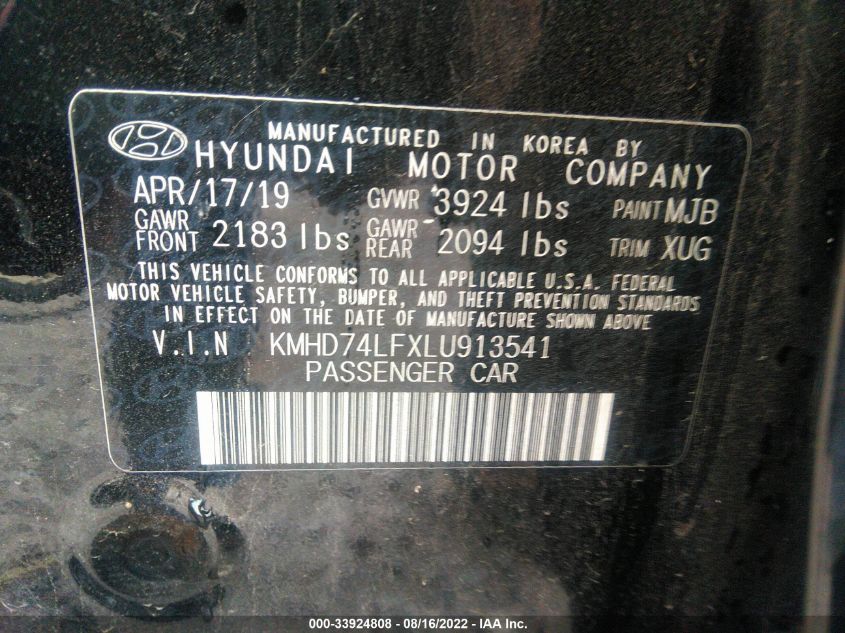 MANUFACTURED IN KOREA BY
HYUNDAI MOTOR COMPANY
APR/17/19 GVWR 3924 lbs PAINT MJB
GAWR FRONT 2183 lbs GAWR REAR 2094 lbs TRIM XUG
THIS VEHICLE CONFORMS TO ALL APPLICABLE U.S.A. FEDERAL
MOTOR VEHICLE SAFETY, BUMPER, AND THEFT PREVENTION STANDARDS
IN EFFECT ON THE DATE OF MANUFACTURE SHOWN ABOVE
V.I.N KMHD74LFXLU913541
PASSENGER CAR
000-33924808 - 08/16/2022 - IAA Inc.